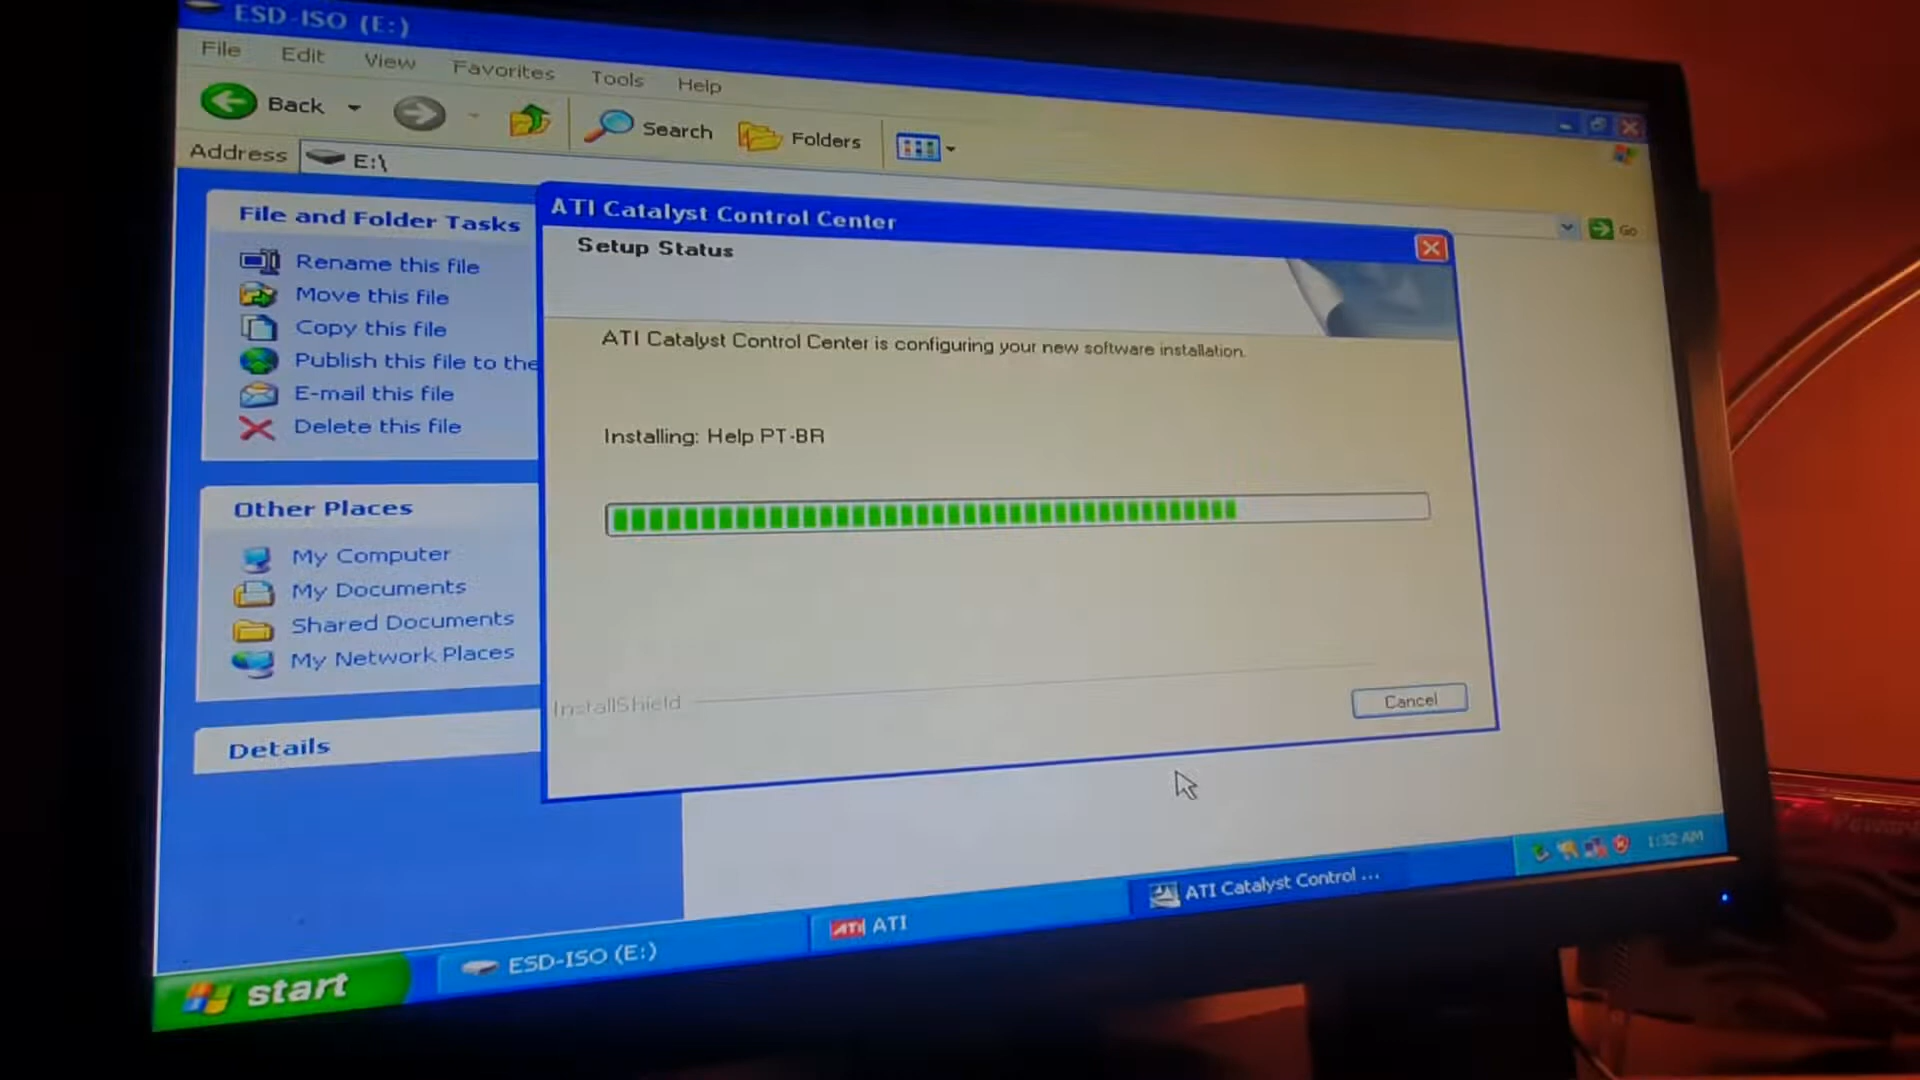 ESD-ISO (E:)
File Edit View Favorites Tools Help
Back Search Folders
Address E:\ Go
File and Folder Tasks
Rename this file
Move this file
Copy this file
Publish this file to the
E-mail this file
Delete this file
Other Places
My Computer
My Documents
Shared Documents
My Network Places
Details
ATI Catalyst Control Center
Setup Status
ATI Catalyst Control Center is configuring your new software installation.
Installing: Help PT-BR
InstallShield
Cancel
start ESD-ISO (E:) ATI ATI ATI Catalyst Control ... 1:32 AM